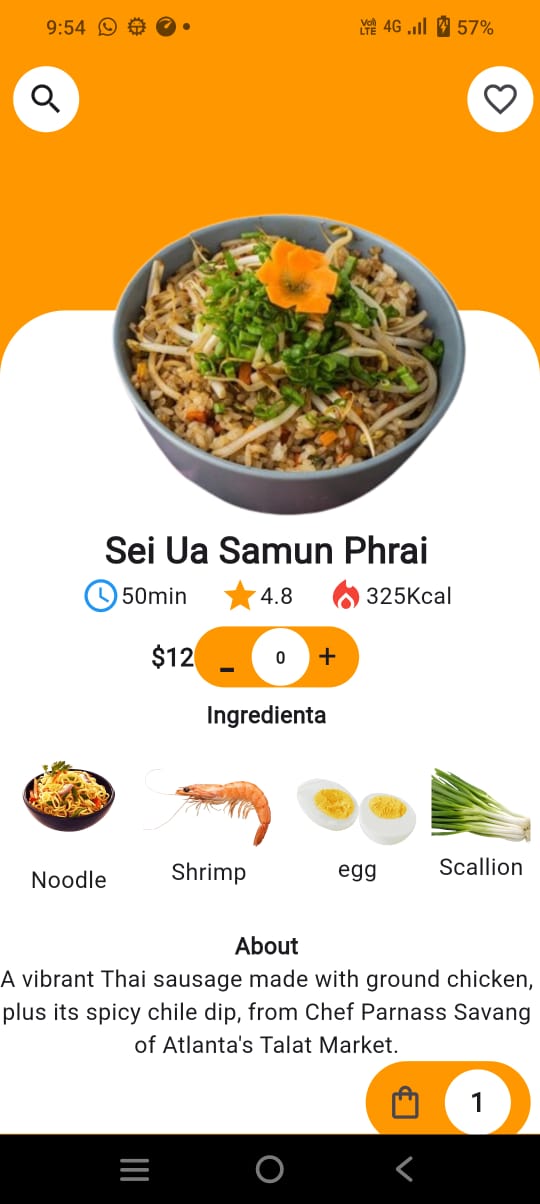 9:54 Vo) LTE 4G 57%
Sei Ua Samun Phrai
50min 4.8 325Kcal
$12 - 0 +
Ingredienta
Noodle Shrimp egg Scallion
About
A vibrant Thai sausage made with ground chicken,
plus its spicy chile dip, from Chef Parnass Savang
of Atlanta's Talat Market.
1